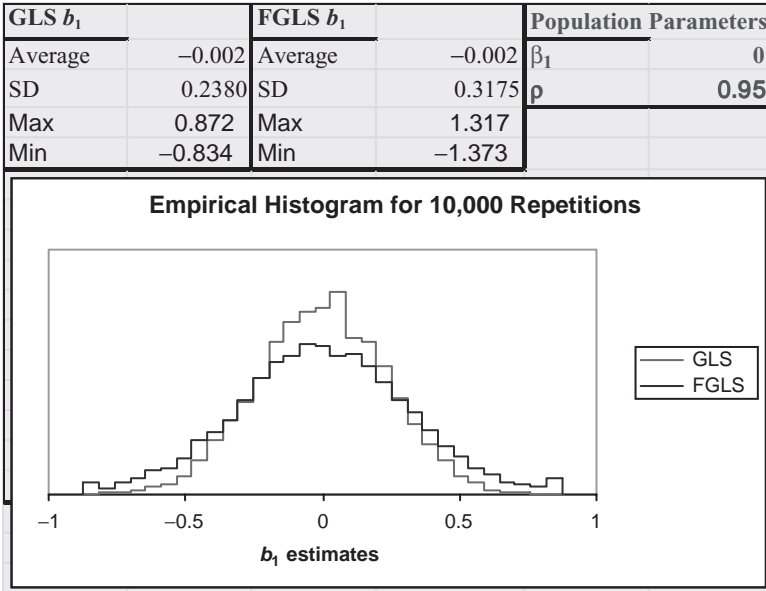 GLS b1 FGLS b1 Population Parameters
Average −0.002 Average −0.002 β1 0
SD 0.2380 SD 0.3175 ρ 0.95
Max 0.872 Max 1.317
Min −0.834 Min −1.373
Empirical Histogram for 10,000 Repetitions
GLS
FGLS
−1 −0.5 0 0.5 1
b1 estimates